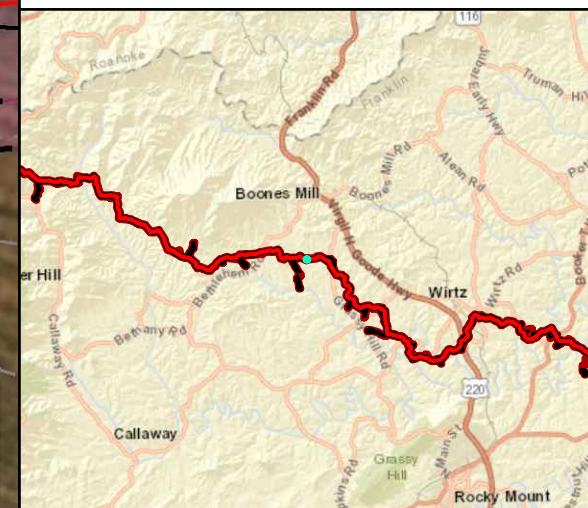 116
Roanoke
Franklin
Franklin Rd
Jubal Early Hwy
Truman
Boones Mill Rd
Alean Rd
Boones Mill
Virgil H Goode Hwy
er Hill
Bethlehem Rd
Wirtz
Wirtz Rd
Bethany Rd
Callaway Rd
Grassy Hill Rd
220
Callaway
Main St
Grassy
Hill
Rocky Mount